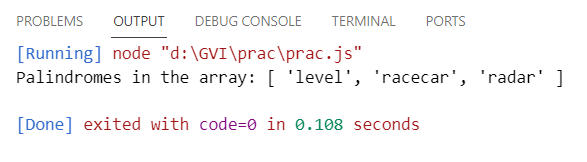 PROBLEMS OUTPUT DEBUG CONSOLE TERMINAL PORTS
[Running] node "d:\GVI\prac\prac.js"
Palindromes in the array: [ 'level', 'racecar', 'radar' ]
[Done] exited with code=0 in 0.108 seconds